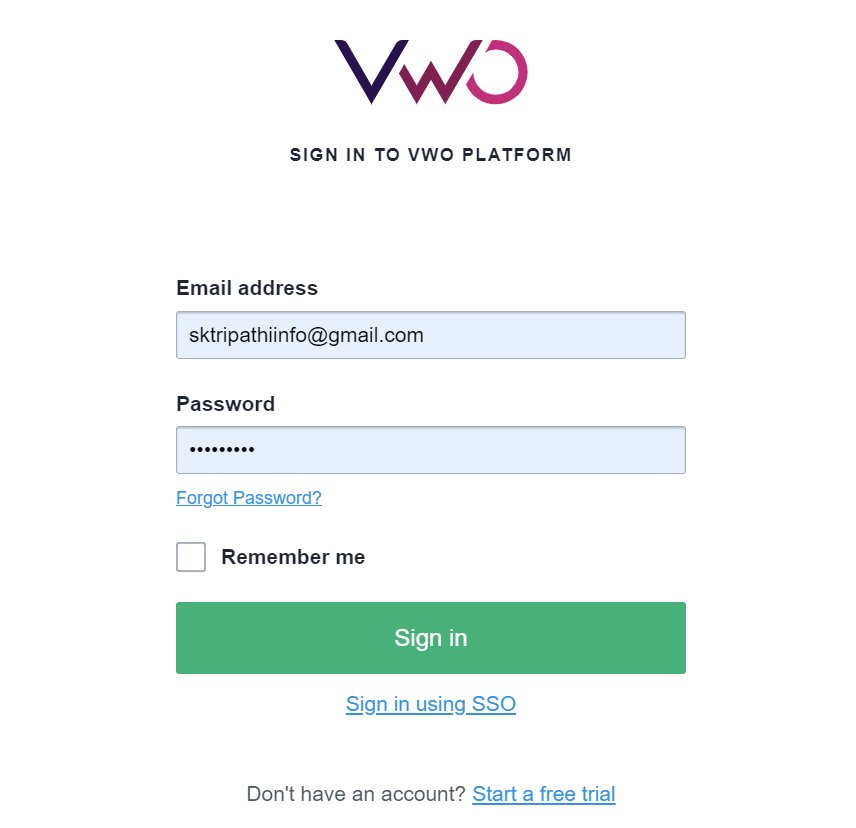 VWO
SIGN IN TO VWO PLATFORM
Email address
sktripathiinfo@gmail.com
Password
•••••••••
Forgot Password?
Remember me
Sign in
Sign in using SSO
Don't have an account? Start a free trial